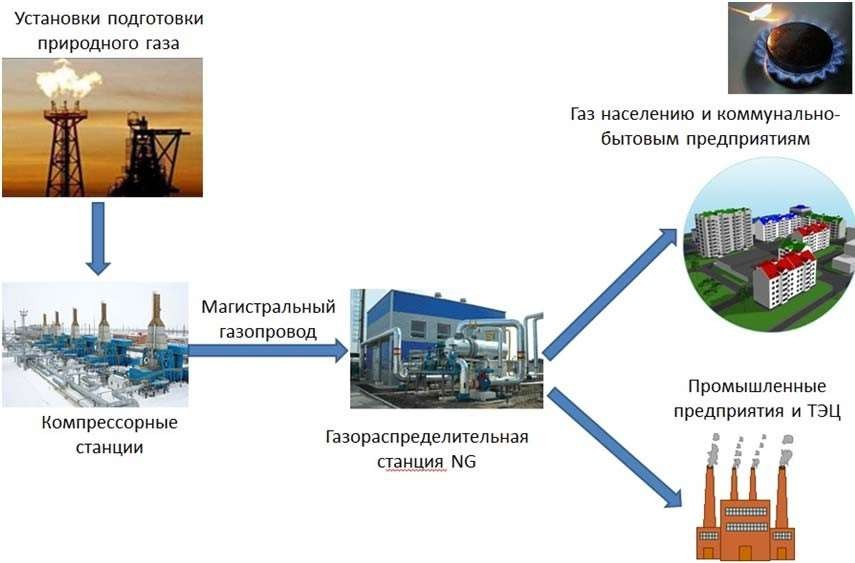 Установки подготовки
природного газа
Газ населению и коммунально-
бытовым предприятиям
Магистральный
газопровод
Компрессорные
станции
Газораспределительная
станция NG
Промышленные
предприятия и ТЭЦ